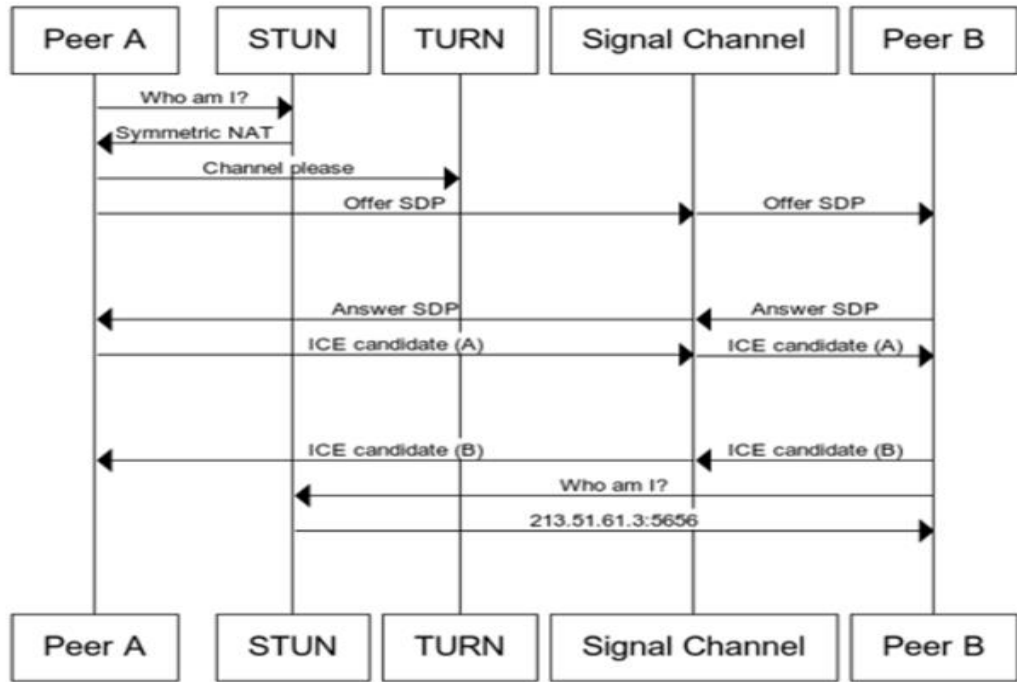 Peer A
STUN
TURN
Signal Channel
Peer B
Who am I?
Symmetric NAT
Channel please
Offer SDP
Offer SDP
Answer SDP
Answer SDP
ICE candidate (A)
ICE candidate (A)
ICE candidate (B)
ICE candidate (B)
Who am I?
213.51.61.3:5656
Peer A
STUN
TURN
Signal Channel
Peer B